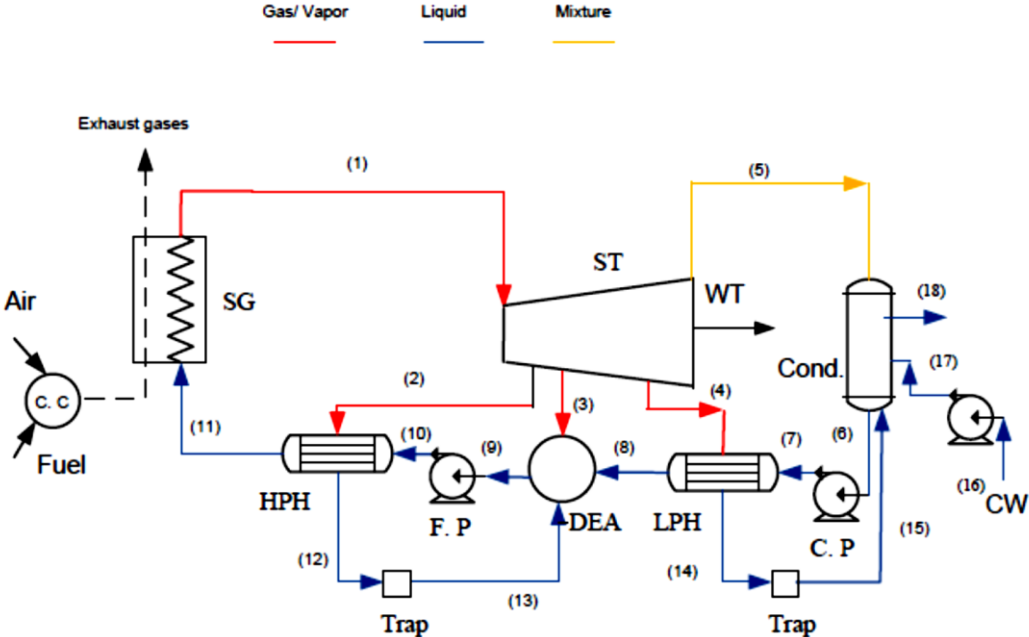 Gas/ Vapor
Liquid
Mixture
Exhaust gases
(1)
(5)
ST
WT
SG
Air
(18)
Cond.
(17)
C. C
(2)
(3)
(4)
(11)
(10)
(9)
(8)
(7)
(6)
Fuel
HPH
F. P
DEA
LPH
C. P
(16)
CW
(15)
(12)
(13)
(14)
Trap
Trap